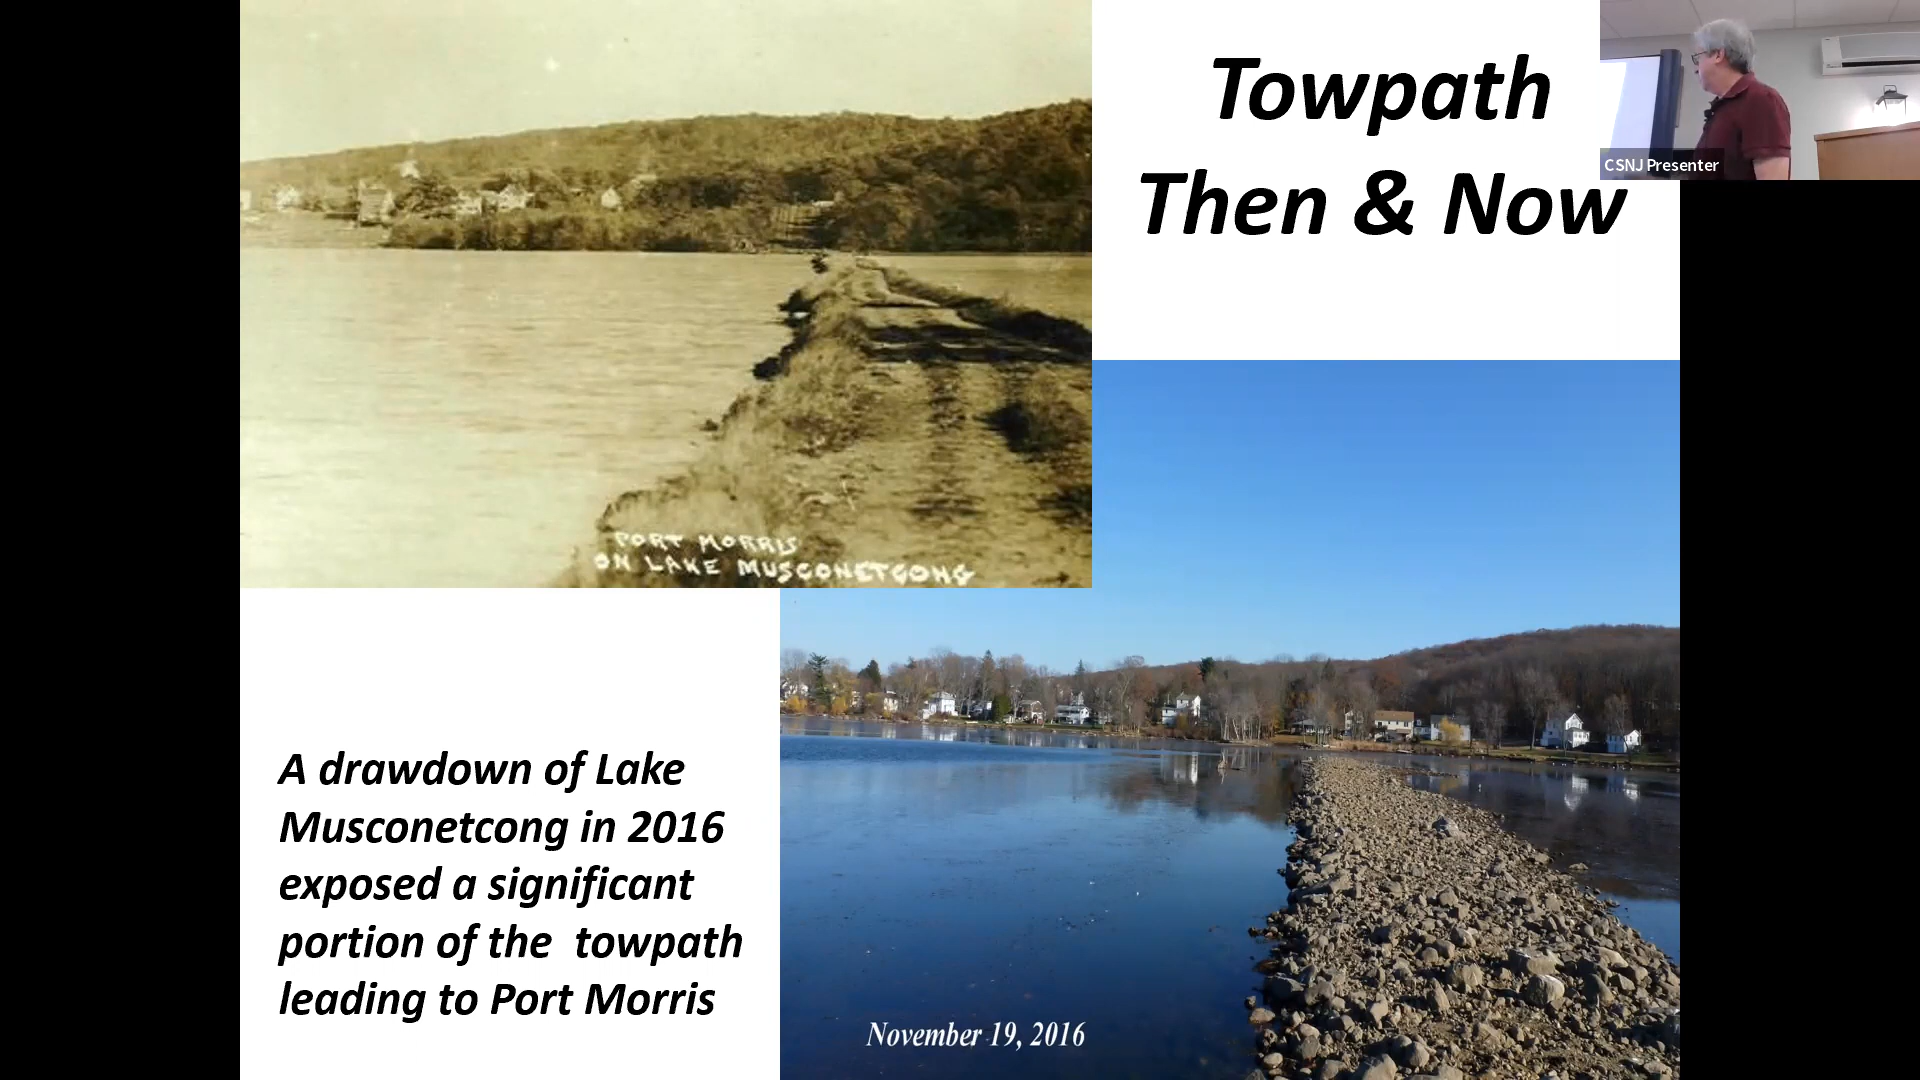 Towpath
Then & Now
CSNJ Presenter
PORT MORRIS
ON LAKE MUSCONETCONG
A drawdown of Lake
Musconetcong in 2016
exposed a significant
portion of the towpath
leading to Port Morris
November 19, 2016